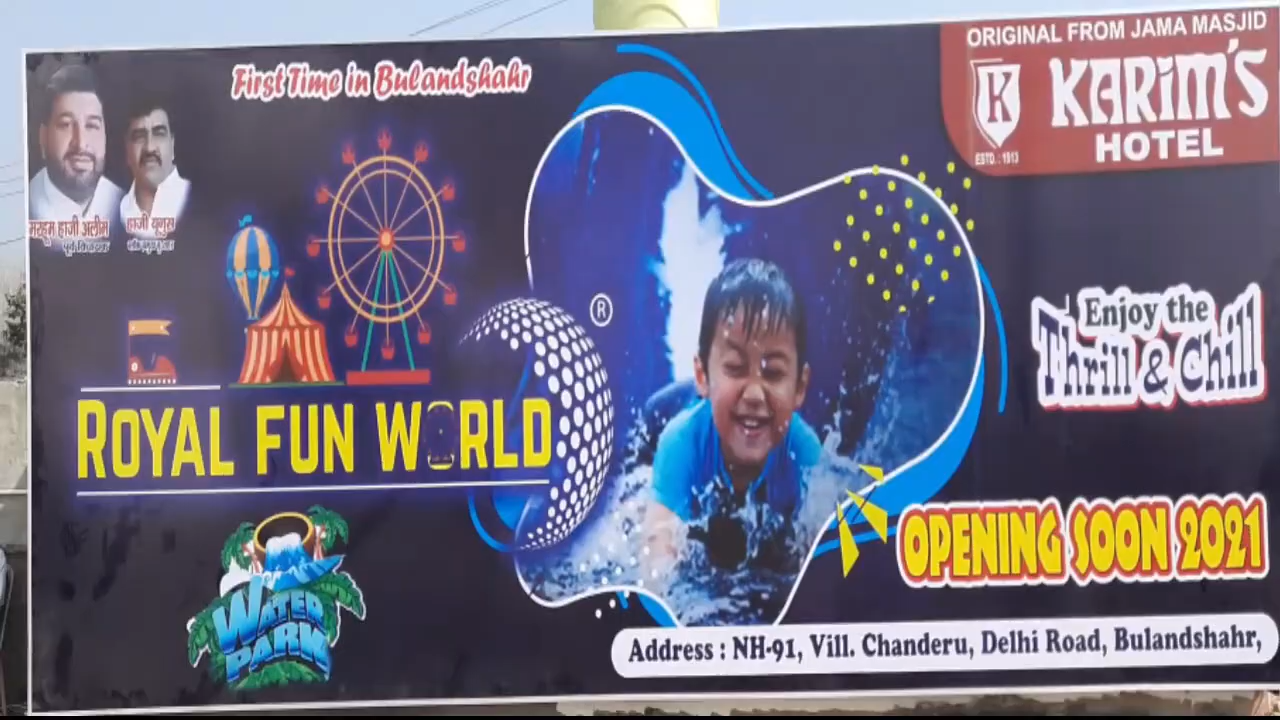 ORIGINAL FROM JAMA MASJID
K
KARIM'S
HOTEL
ESTD. : 1913
First Time in Bulandshahr
मरहूम हाजी अलीम
पूर्व विधायक
हाजी यूनुस
®
Enjoy the
Thrill & Chill
ROYAL FUN WORLD
OPENING SOON 2021
WATER
PARK
Address : NH-91, Vill. Chanderu, Delhi Road, Bulandshahr,